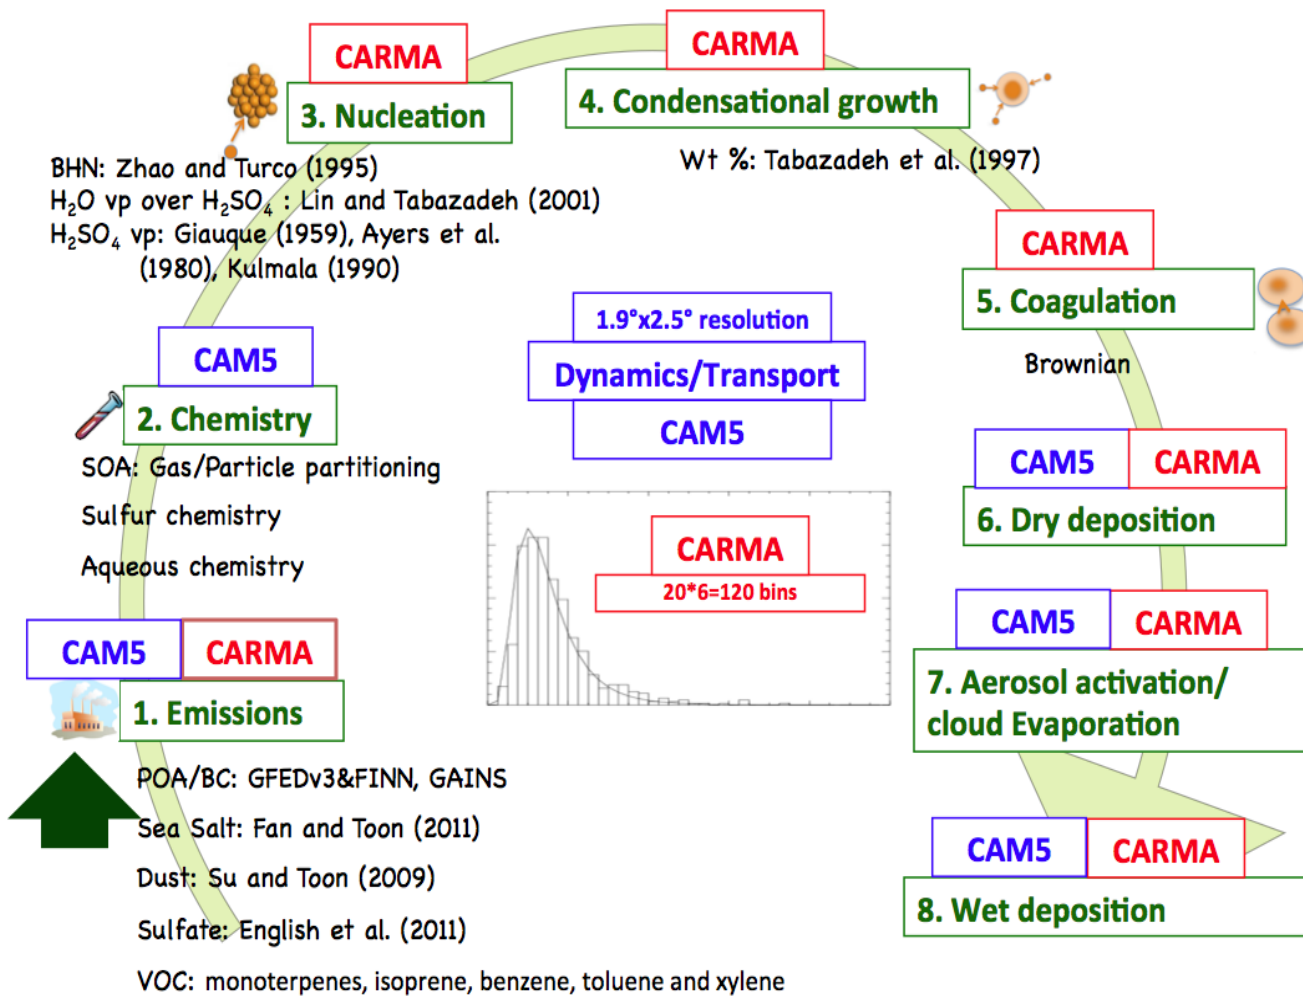 CARMA
3. Nucleation
BHN: Zhao and Turco (1995)
H₂O vp over H₂SO₄ : Lin and Tabazadeh (2001)
H₂SO₄ vp: Giauque (1959), Ayers et al.
(1980), Kulmala (1990)
CARMA
4. Condensational growth
Wt %: Tabazadeh et al. (1997)
CARMA
5. Coagulation
Brownian
1.9°x2.5° resolution
Dynamics/Transport
CAM5
CAM5
2. Chemistry
SOA: Gas/Particle partitioning
Sulfur chemistry
Aqueous chemistry
CARMA
20*6=120 bins
CAM5 CARMA
6. Dry deposition
CAM5 CARMA
7. Aerosol activation/
cloud Evaporation
CAM5 CARMA
8. Wet deposition
CAM5 CARMA
1. Emissions
POA/BC: GFEDv3&FINN, GAINS
Sea Salt: Fan and Toon (2011)
Dust: Su and Toon (2009)
Sulfate: English et al. (2011)
VOC: monoterpenes, isoprene, benzene, toluene and xylene